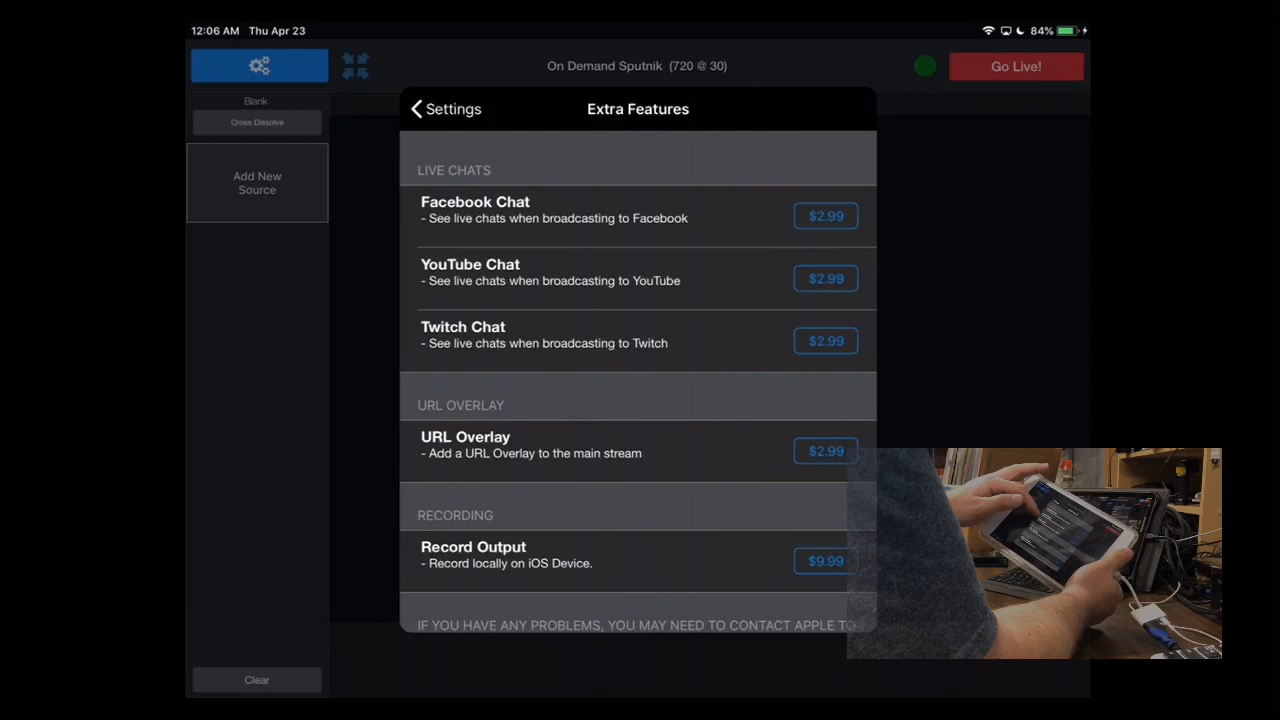 12:06 AM Thu Apr 23
84%
On Demand Sputnik (720 @ 30)
Go Live!
Blank
Cross Dissolve
Add New
Source
Clear
Settings
Extra Features
LIVE CHATS
Facebook Chat
- See live chats when broadcasting to Facebook
$2.99
YouTube Chat
- See live chats when broadcasting to YouTube
$2.99
Twitch Chat
- See live chats when broadcasting to Twitch
$2.99
URL OVERLAY
URL Overlay
- Add a URL Overlay to the main stream
$2.99
RECORDING
Record Output
- Record locally on iOS Device.
$9.99
IF YOU HAVE ANY PROBLEMS, YOU MAY NEED TO CONTACT APPLE TO